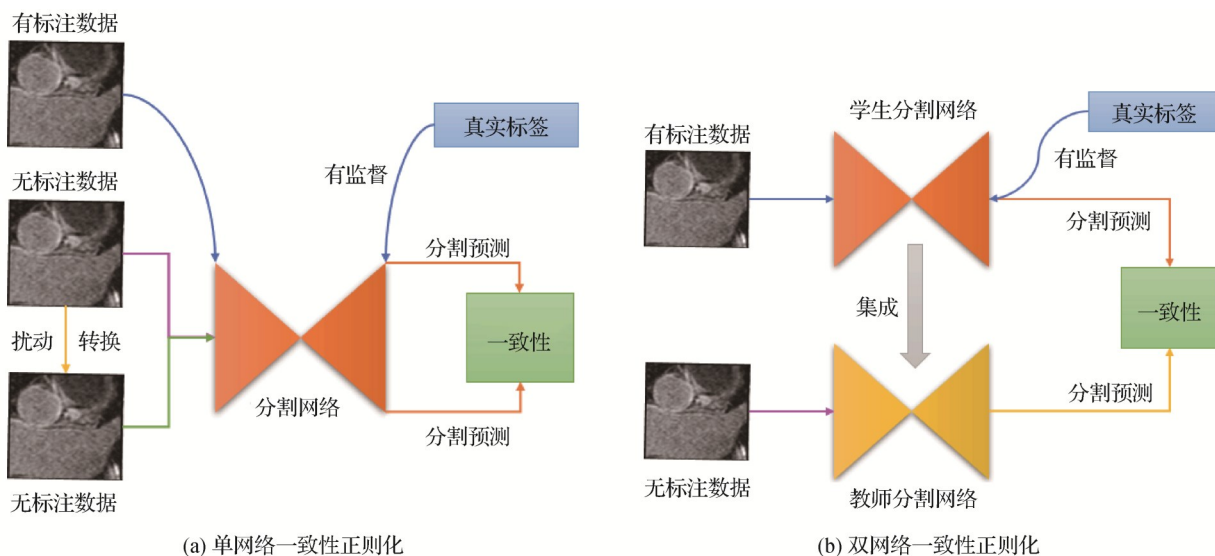 有标注数据
真实标签
有监督
无标注数据
分割预测
扰动
转换
一致性
分割网络
分割预测
无标注数据
(a) 单网络一致性正则化
学生分割网络
真实标签
有标注数据
有监督
分割预测
集成
一致性
分割预测
无标注数据
教师分割网络
(b) 双网络一致性正则化